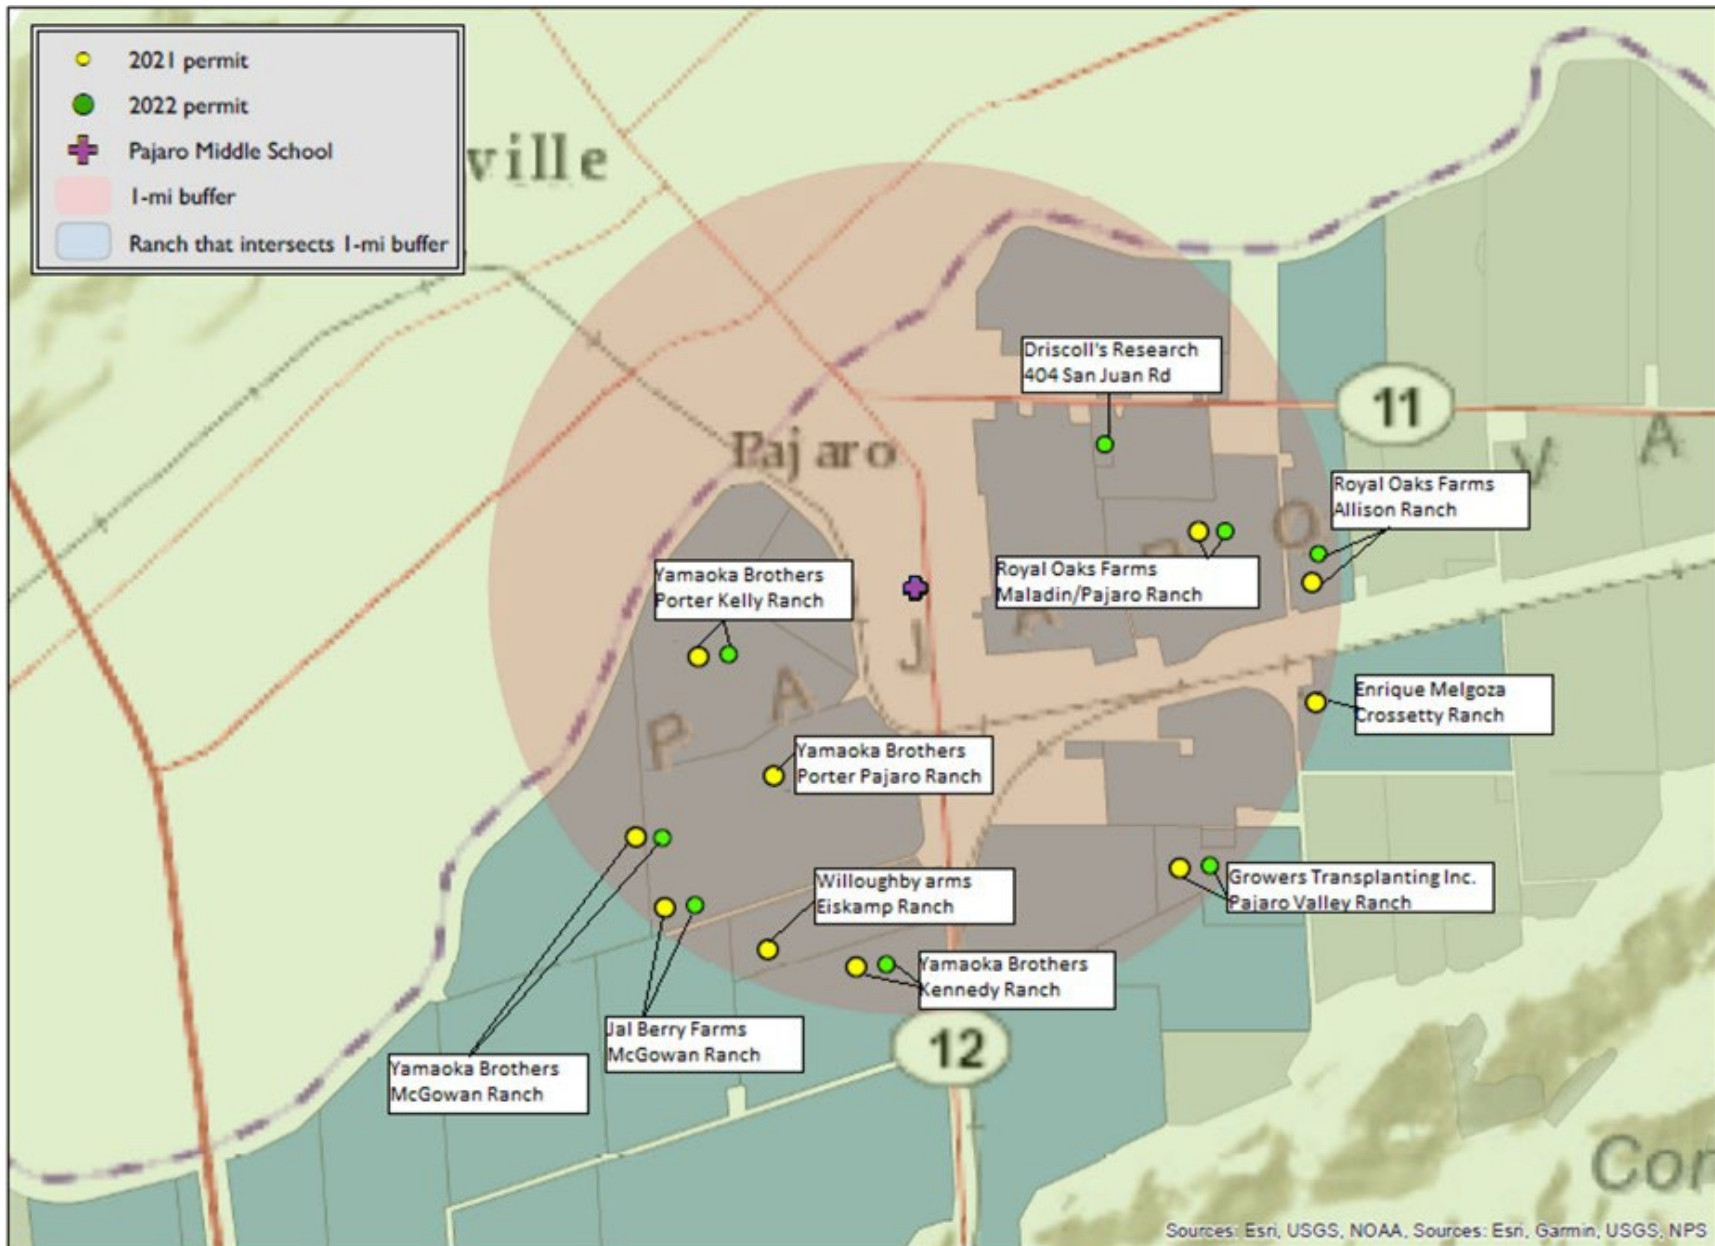 2021 permit
2022 permit
Pajaro Middle School
1-mi buffer
Ranch that intersects 1-mi buffer
ville
Driscoll's Research
404 San Juan Rd
11
Pajaro
V A
Royal Oaks Farms
Allison Ranch
O
Yamaoka Brothers
Porter Kelly Ranch
Royal Oaks Farms
Maladin/Pajaro Ranch
P A J A R
Enrique Melgoza
Crossetty Ranch
Yamaoka Brothers
Porter Pajaro Ranch
Willoughby arms
Eiskamp Ranch
Growers Transplanting Inc.
Pajaro Valley Ranch
Yamaoka Brothers
Kennedy Ranch
Jal Berry Farms
McGowan Ranch
12
Yamaoka Brothers
McGowan Ranch
Cor
Sources: Esri, USGS, NOAA, Sources: Esri, Garmin, USGS, NPS